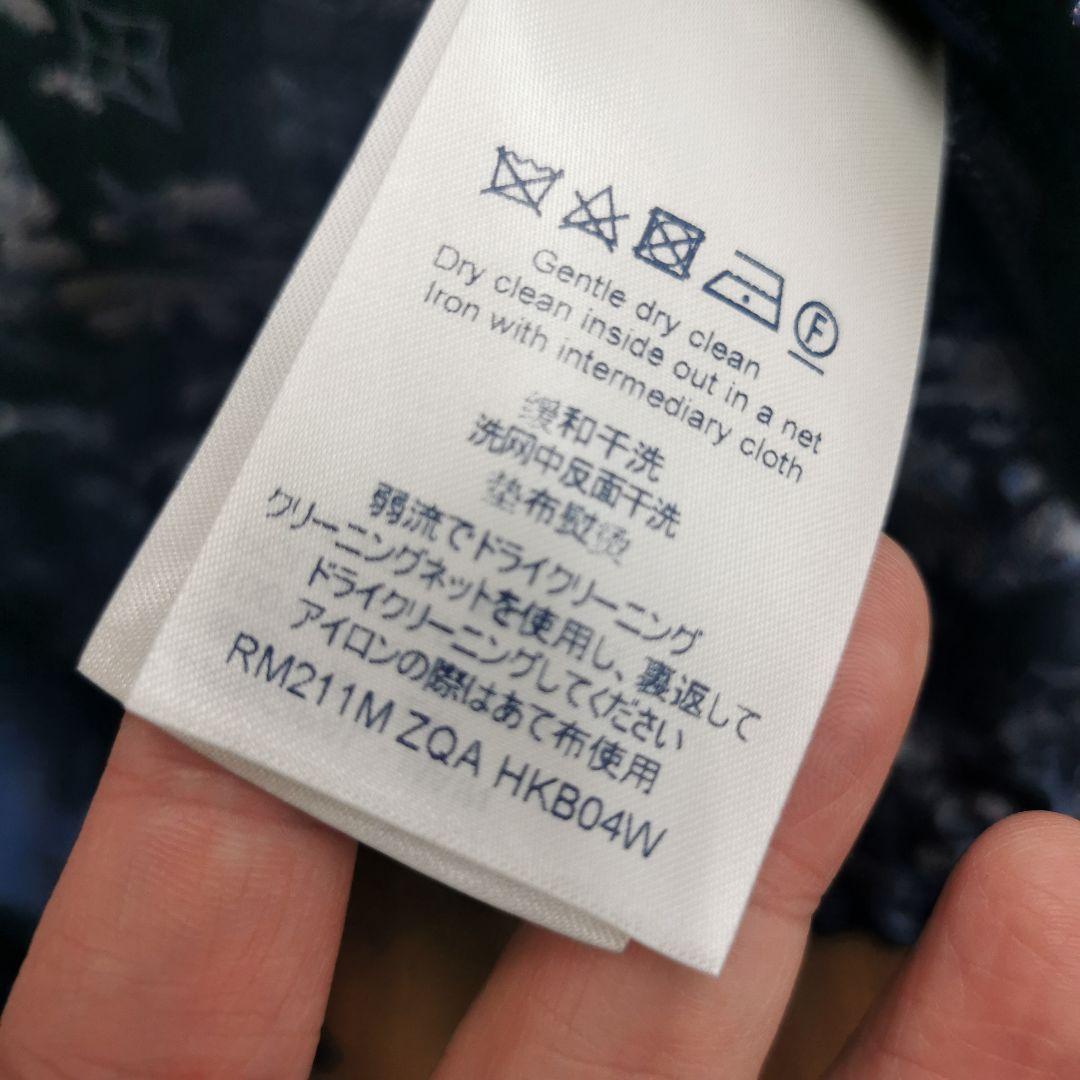 F
Gentle dry clean
Dry clean inside out in a net
Iron with intermediary cloth
缓和干洗
洗网中反面干洗
垫布熨烫
弱流でドライクリーニング
クリーニングネットを使用し、裏返して
ドライクリーニングしてください
アイロンの際はあて布使用
RM211M ZQA HKB04W